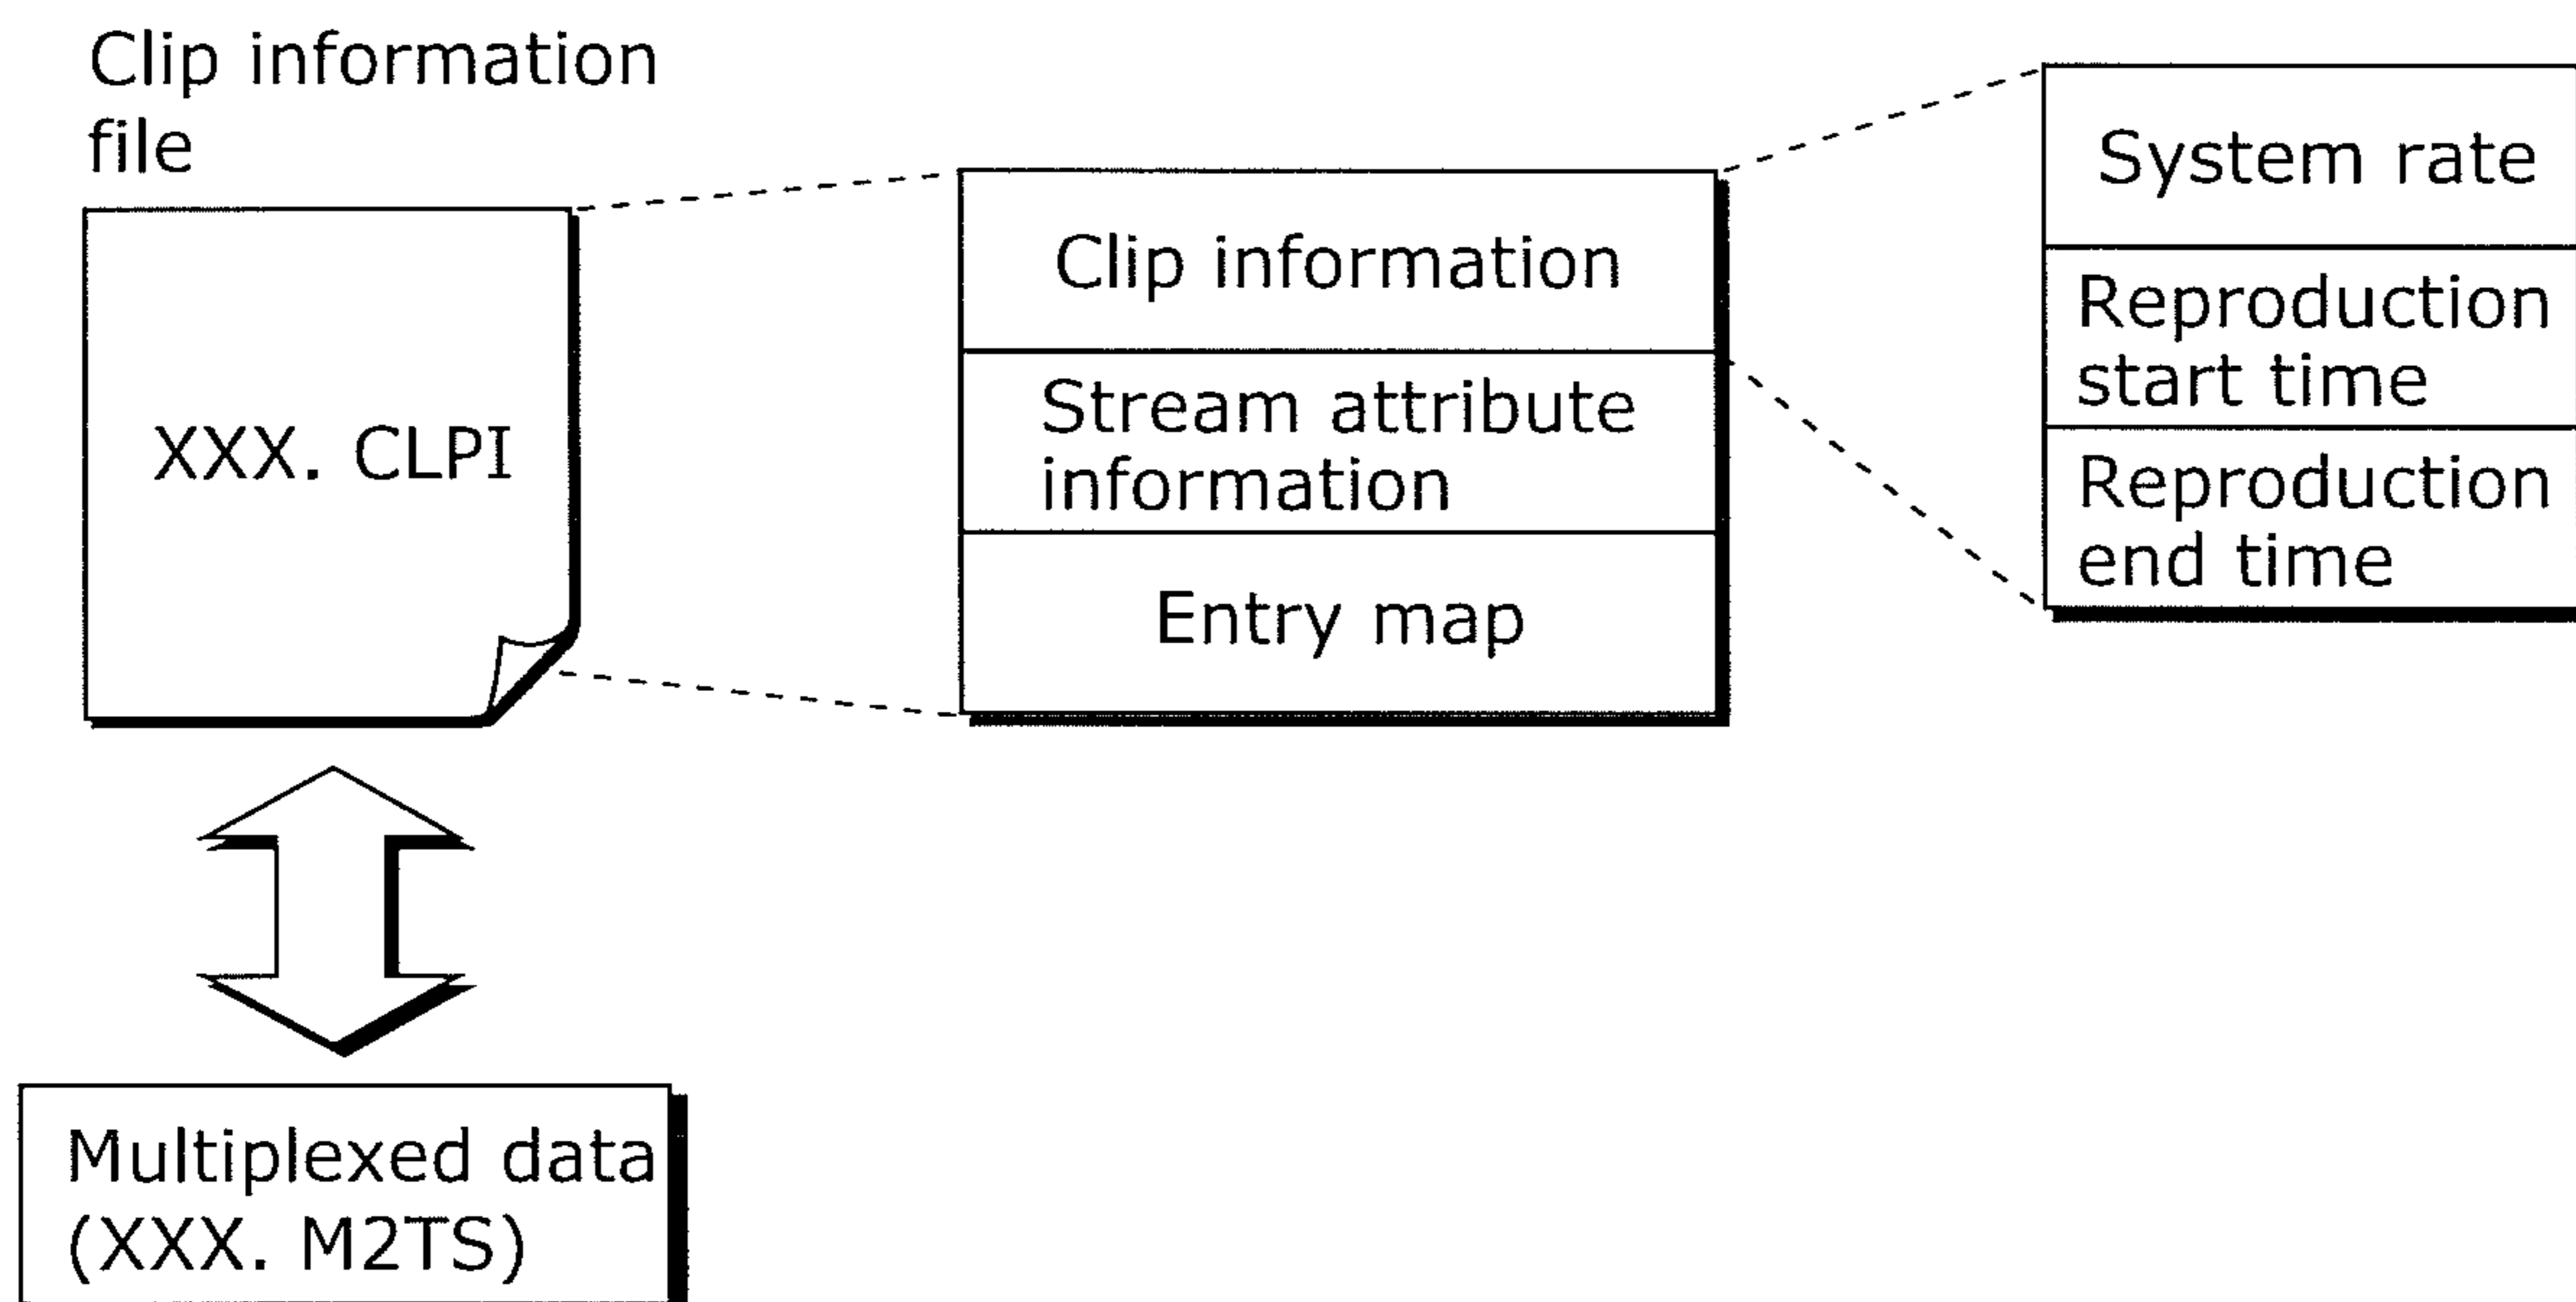 Clip information
file
XXX. CLPI
Clip information
Stream attribute
information
Entry map
System rate
Reproduction
start time
Reproduction
end time
Multiplexed data
(XXX. M2TS)